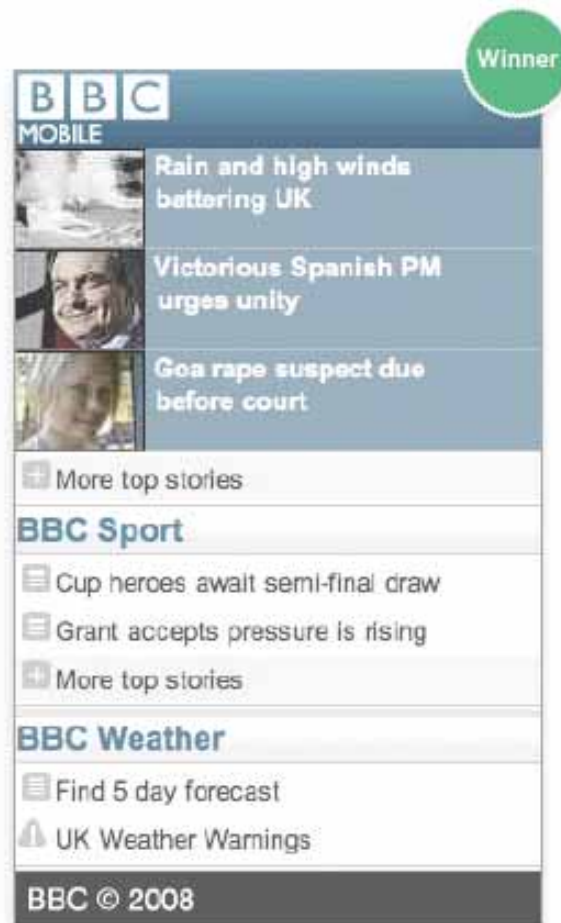 Winner
BBC
MOBILE
Rain and high winds
battering UK
Victorious Spanish PM
urges unity
Goa rape suspect due
before court
More top stories
BBC Sport
Cup heroes await semi-final draw
Grant accepts pressure is rising
More top stories
BBC Weather
Find 5 day forecast
UK Weather Warnings
BBC © 2008